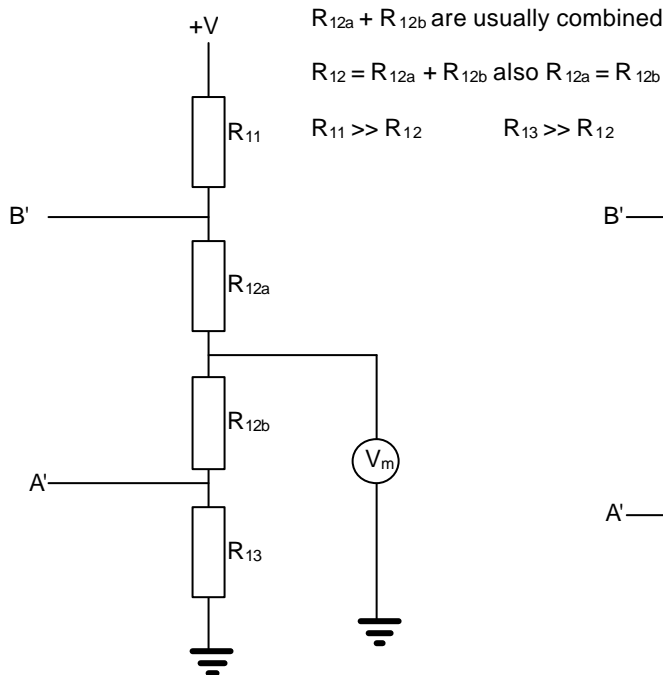 R₁₂ₐ + R₁₂b are usually combined
+V
R₁₂ = R₁₂ₐ + R₁₂b also R₁₂ₐ = R₁₂b
R₁₁
R₁₁ >> R₁₂ R₁₃ >> R₁₂
B'
B'
R₁₂ₐ
R₁₂b
Vm
A'
A'
R₁₃